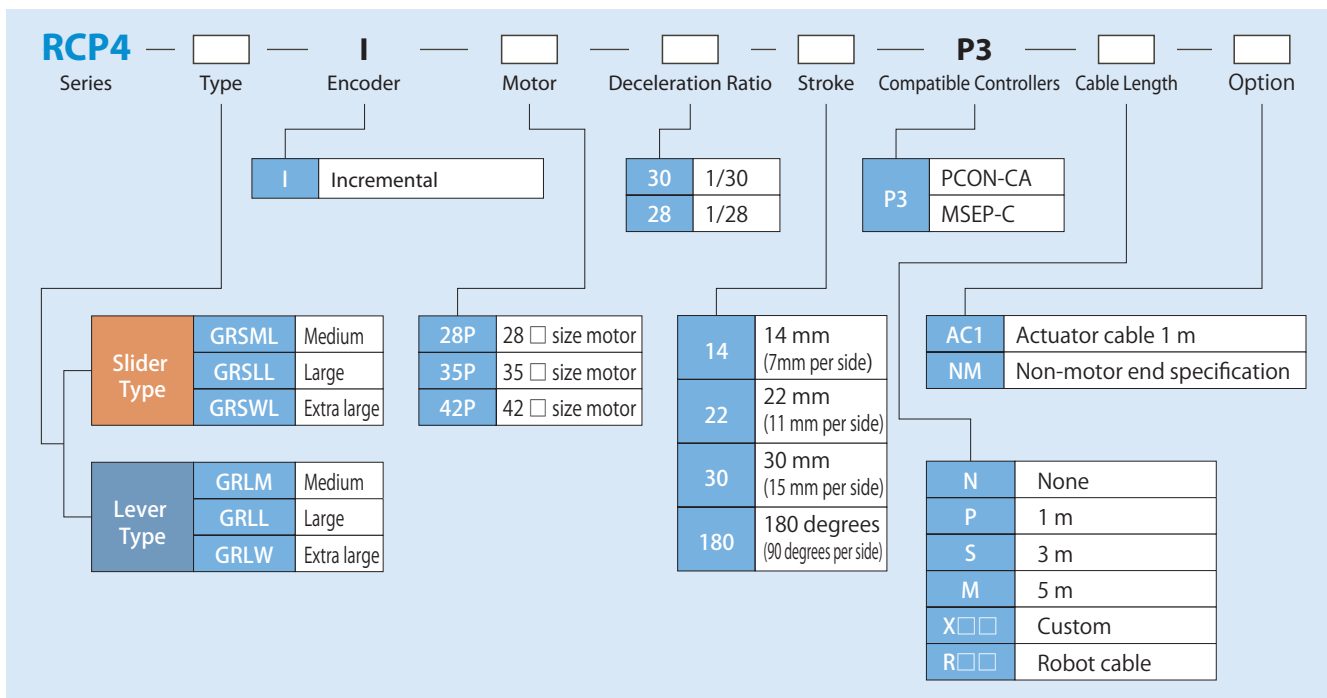 RCP4 — □ — I — □ — □ — □ — P3 — □ — □
Series Type Encoder Motor Deceleration Ratio Stroke Compatible Controllers Cable Length Option
I Incremental
30 1/30
28 1/28
P3 PCON-CA
MSEP-C
Slider
Type
GRSML Medium
GRSLL Large
GRSWL Extra large
Lever
Type
GRLM Medium
GRLL Large
GRLW Extra large
28P 28 □ size motor
35P 35 □ size motor
42P 42 □ size motor
14 14 mm
(7mm per side)
22 22 mm
(11 mm per side)
30 30 mm
(15 mm per side)
180 180 degrees
(90 degrees per side)
AC1 Actuator cable 1 m
NM Non-motor end specification
N None
P 1 m
S 3 m
M 5 m
X□□ Custom
R□□ Robot cable